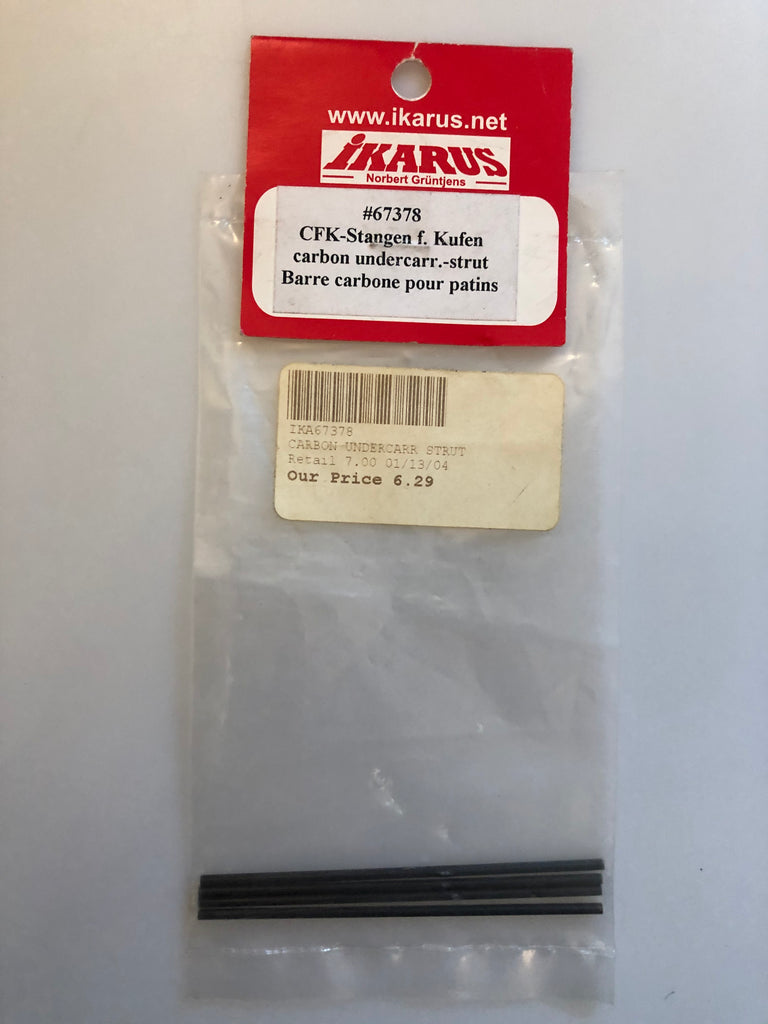 www.ikarus.net
iKARUS
Norbert Grüntjens
#67378
CFK-Stangen f. Kufen
carbon undercarr.-strut
Barre carbone pour patins
IKA67378
CARBON UNDERCARR STRUT
Retail 7.00 01/13/04
Our Price 6.29